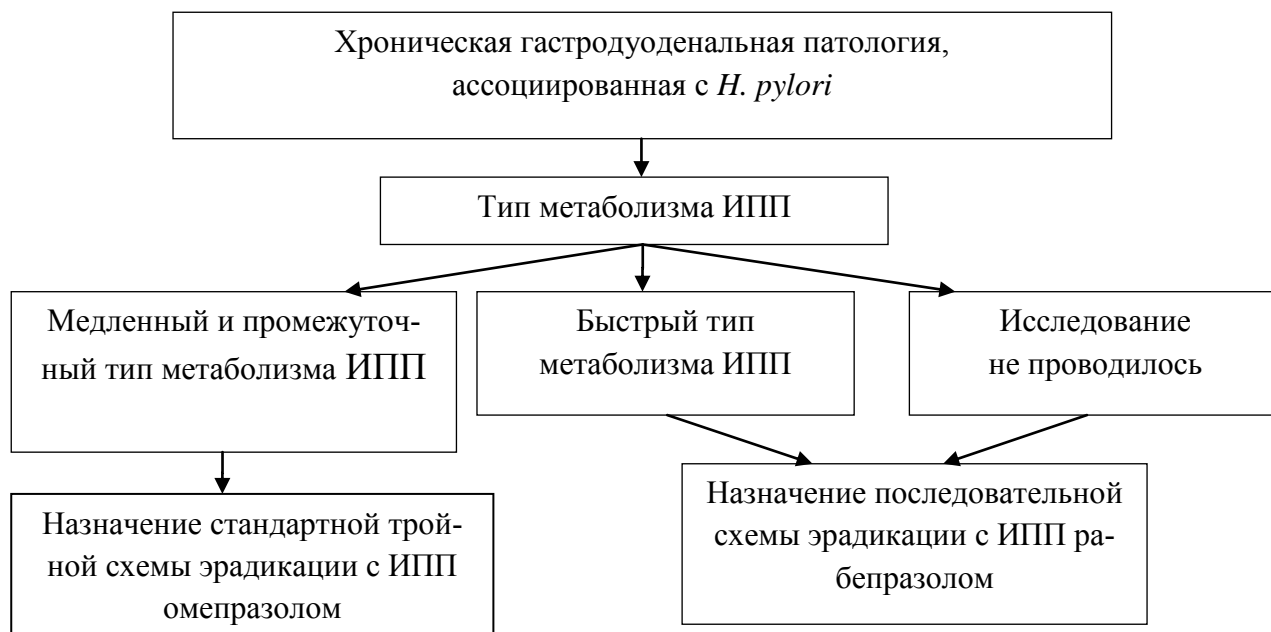 Хроническая гастродуоденальная патология,
ассоциированная с H. pylori
Тип метаболизма ИПП
Медленный и промежуточ-
ный тип метаболизма ИПП
Быстрый тип
метаболизма ИПП
Исследование
не проводилось
Назначение стандартной трой-
ной схемы эрадикации с ИПП
омепразолом
Назначение последовательной
схемы эрадикации с ИПП ра-
бепразолом